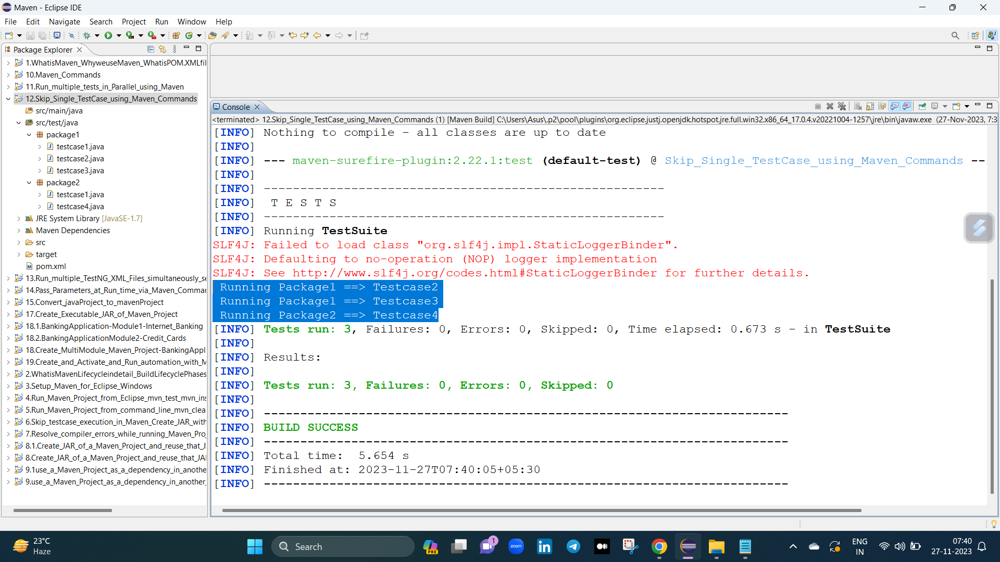 Maven - Eclipse IDE
File Edit Navigate Search Project Run Window Help
Package Explorer
1.WhatisMaven_WhyweuseMaven_WhatisPOM.XMLfil
10.Maven_Commands
11.Run_multiple_tests_in_Parallel_using_Maven
12.Skip_Single_TestCase_using_Maven_Commands
src/main/java
src/test/java
package1
testcase1.java
testcase2.java
testcase3.java
package2
testcase1.java
testcase4.java
JRE System Library [JavaSE-1.7]
Maven Dependencies
src
target
pom.xml
13.Run_multiple_TestNG_XML_Files_simultaneously_se
14.Pass_Parameters_at_Run_time_via_Maven_Commar
15.Convert_javaProject_to_mavenProject
17.Create_Executable_JAR_of_Maven_Project
18.1.BankingApplication-Module1-Internet_Banking
18.2.BankingApplicationModule2-Credit_Cards
18.Create_MultiModule_Maven_Project-BankingAppl
19.Create_and_Activate_and_Run_automation_with_M
2.WhatisMavenLifecycleindetail_BuildLifecyclePhases
3.Setup_Maven_for_Eclipse_Windows
4.Run_Maven_Project_from_Eclipse_mvn_test_mvn_ins
5.Run_Maven_Project_from_command_line_mvn_clea
6.Skip_testcase_execution_in_Maven_Create_JAR_with
7.Resolve_compiler_errors_while_running_Maven_Pro
8.1.Create_JAR_of_a_Maven_Project_and_reuse_that_J
8.Create_JAR_of_a_Maven_Project_and_reuse_that_JAI
9.1use_a_Maven_Project_as_a_dependency_in_anothe
9.use_a_Maven_Project_as_a_dependency_in_another_
Console
<terminated> 12.Skip_Single_TestCase_using_Maven_Commands (1) [Maven Build] C:\Users\Asus\.p2\pool\plugins\org.eclipse.justj.openjdk.hotspot.jre.full.win32.x86_64_17.0.4.v20221004-1257\jre\bin\javaw.exe (27-Nov-2023, 7:3
[INFO] Nothing to compile - all classes are up to date
[INFO]
[INFO] --- maven-surefire-plugin:2.22.1:test (default-test) @ Skip_Single_TestCase_using_Maven_Commands --
[INFO]
[INFO] -------------------------------------------------------
[INFO]  T E S T S
[INFO] -------------------------------------------------------
[INFO] Running TestSuite
SLF4J: Failed to load class "org.slf4j.impl.StaticLoggerBinder".
SLF4J: Defaulting to no-operation (NOP) logger implementation
SLF4J: See http://www.slf4j.org/codes.html#StaticLoggerBinder for further details.
Running Package1 ==> Testcase2
Running Package1 ==> Testcase3
Running Package2 ==> Testcase4
[INFO] Tests run: 3, Failures: 0, Errors: 0, Skipped: 0, Time elapsed: 0.673 s - in TestSuite
[INFO]
[INFO] Results:
[INFO]
[INFO] Tests run: 3, Failures: 0, Errors: 0, Skipped: 0
[INFO]
[INFO] ------------------------------------------------------------------------
[INFO] BUILD SUCCESS
[INFO] ------------------------------------------------------------------------
[INFO] Total time:  5.654 s
[INFO] Finished at: 2023-11-27T07:40:05+05:30
[INFO] ------------------------------------------------------------------------
23°C
Haze
Search
PRE
1
zoom
in
ENG
IN
07:40
27-11-2023